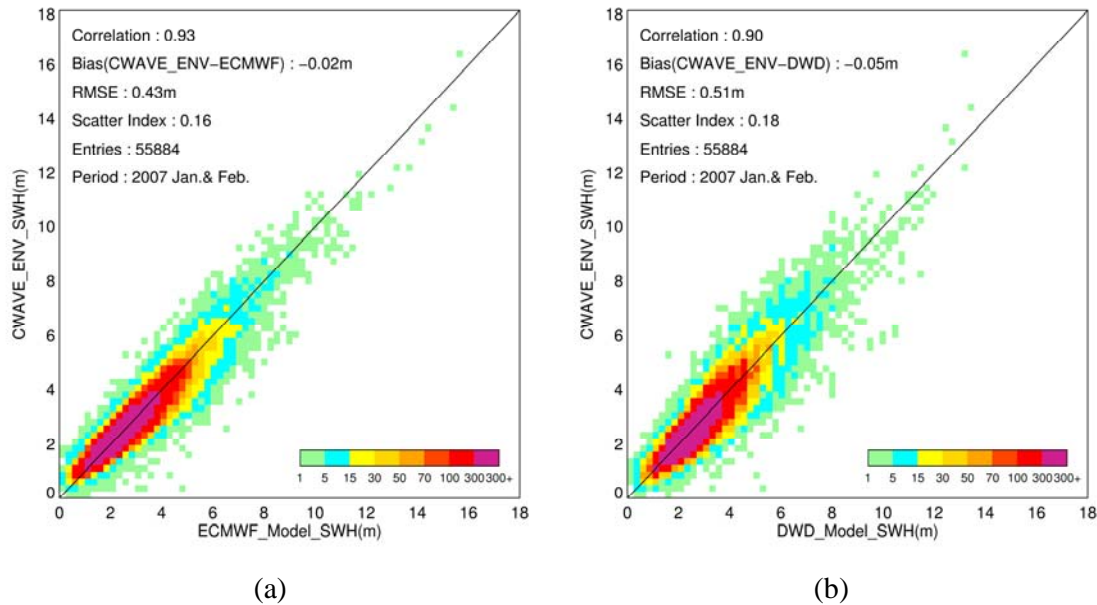 18
16
14
12
10
8
6
4
2
0
CWAVE_ENV_SWH(m)
Correlation : 0.93
Bias(CWAVE_ENV−ECMWF) : −0.02m
RMSE : 0.43m
Scatter Index : 0.16
Entries : 55884
Period : 2007 Jan.& Feb.
1 5 15 30 50 70 100 300 300+
0 2 4 6 8 10 12 14 16 18
ECMWF_Model_SWH(m)
(a)
18
16
14
12
10
8
6
4
2
0
CWAVE_ENV_SWH(m)
Correlation : 0.90
Bias(CWAVE_ENV−DWD) : −0.05m
RMSE : 0.51m
Scatter Index : 0.18
Entries : 55884
Period : 2007 Jan.& Feb.
1 5 15 30 50 70 100 300 300+
0 2 4 6 8 10 12 14 16 18
DWD_Model_SWH(m)
(b)